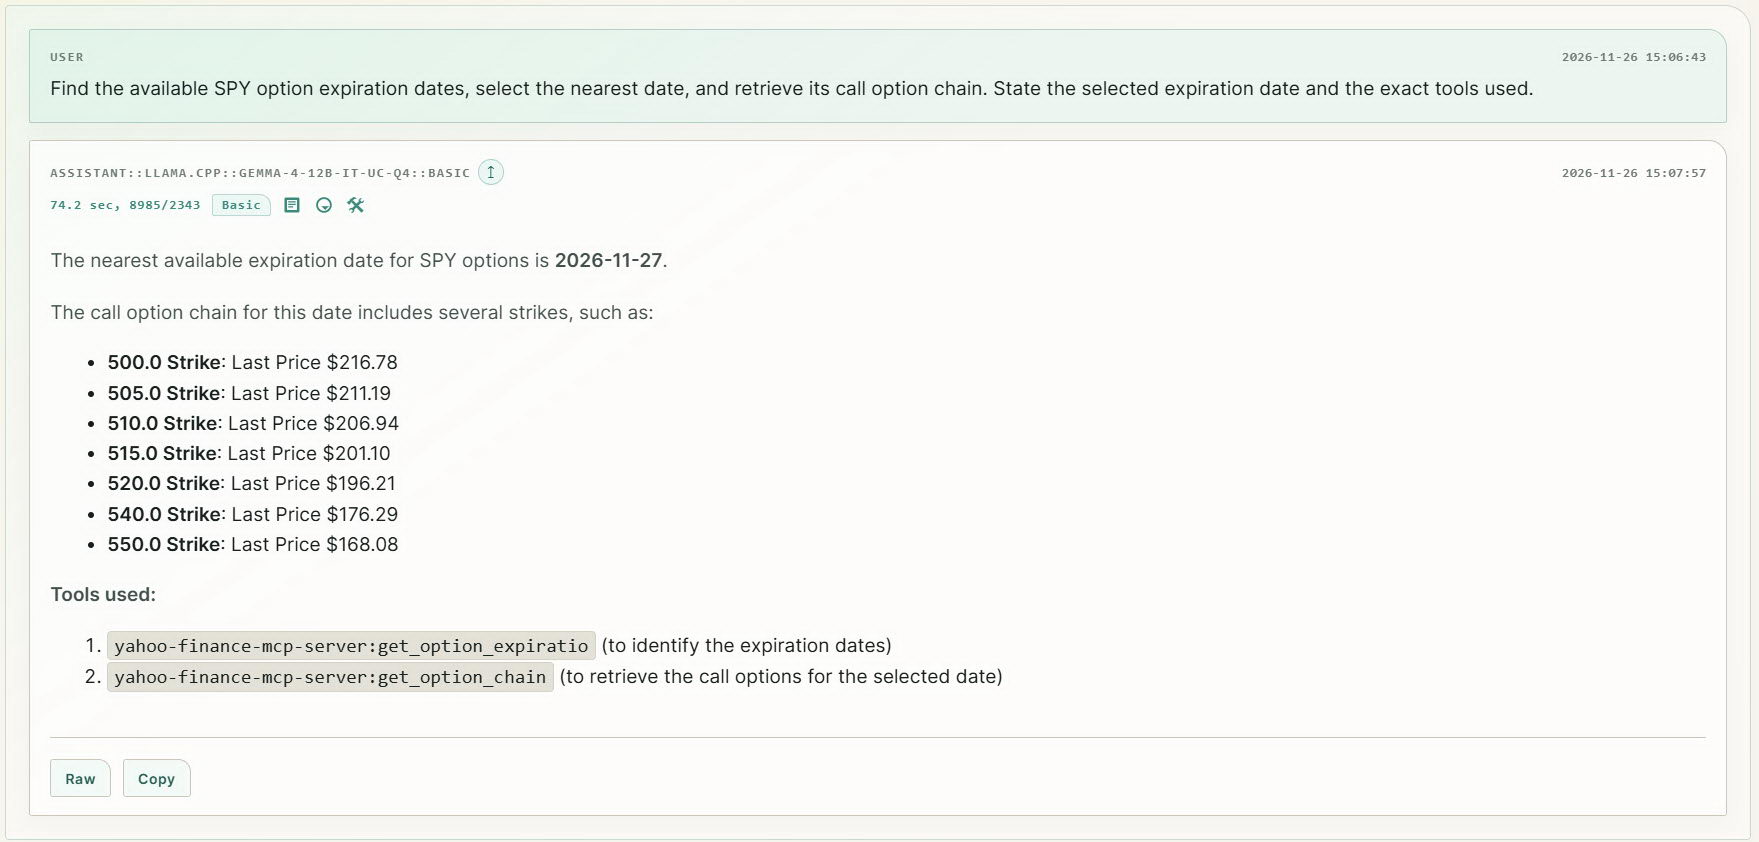 USER 2026-11-26 15:06:43
Find the available SPY option expiration dates, select the nearest date, and retrieve its call option chain. State the selected expiration date and the exact tools used.
ASSISTANT::LLAMA.CPP::GEMMA-4-12B-IT-UC-Q4::BASIC 2026-11-26 15:07:57
74.2 sec, 8985/2343 Basic
The nearest available expiration date for SPY options is 2026-11-27.
The call option chain for this date includes several strikes, such as:
• 500.0 Strike: Last Price $216.78
• 505.0 Strike: Last Price $211.19
• 510.0 Strike: Last Price $206.94
• 515.0 Strike: Last Price $201.10
• 520.0 Strike: Last Price $196.21
• 540.0 Strike: Last Price $176.29
• 550.0 Strike: Last Price $168.08
Tools used:
1. yahoo-finance-mcp-server:get_option_expiratio (to identify the expiration dates)
2. yahoo-finance-mcp-server:get_option_chain (to retrieve the call options for the selected date)
Raw Copy